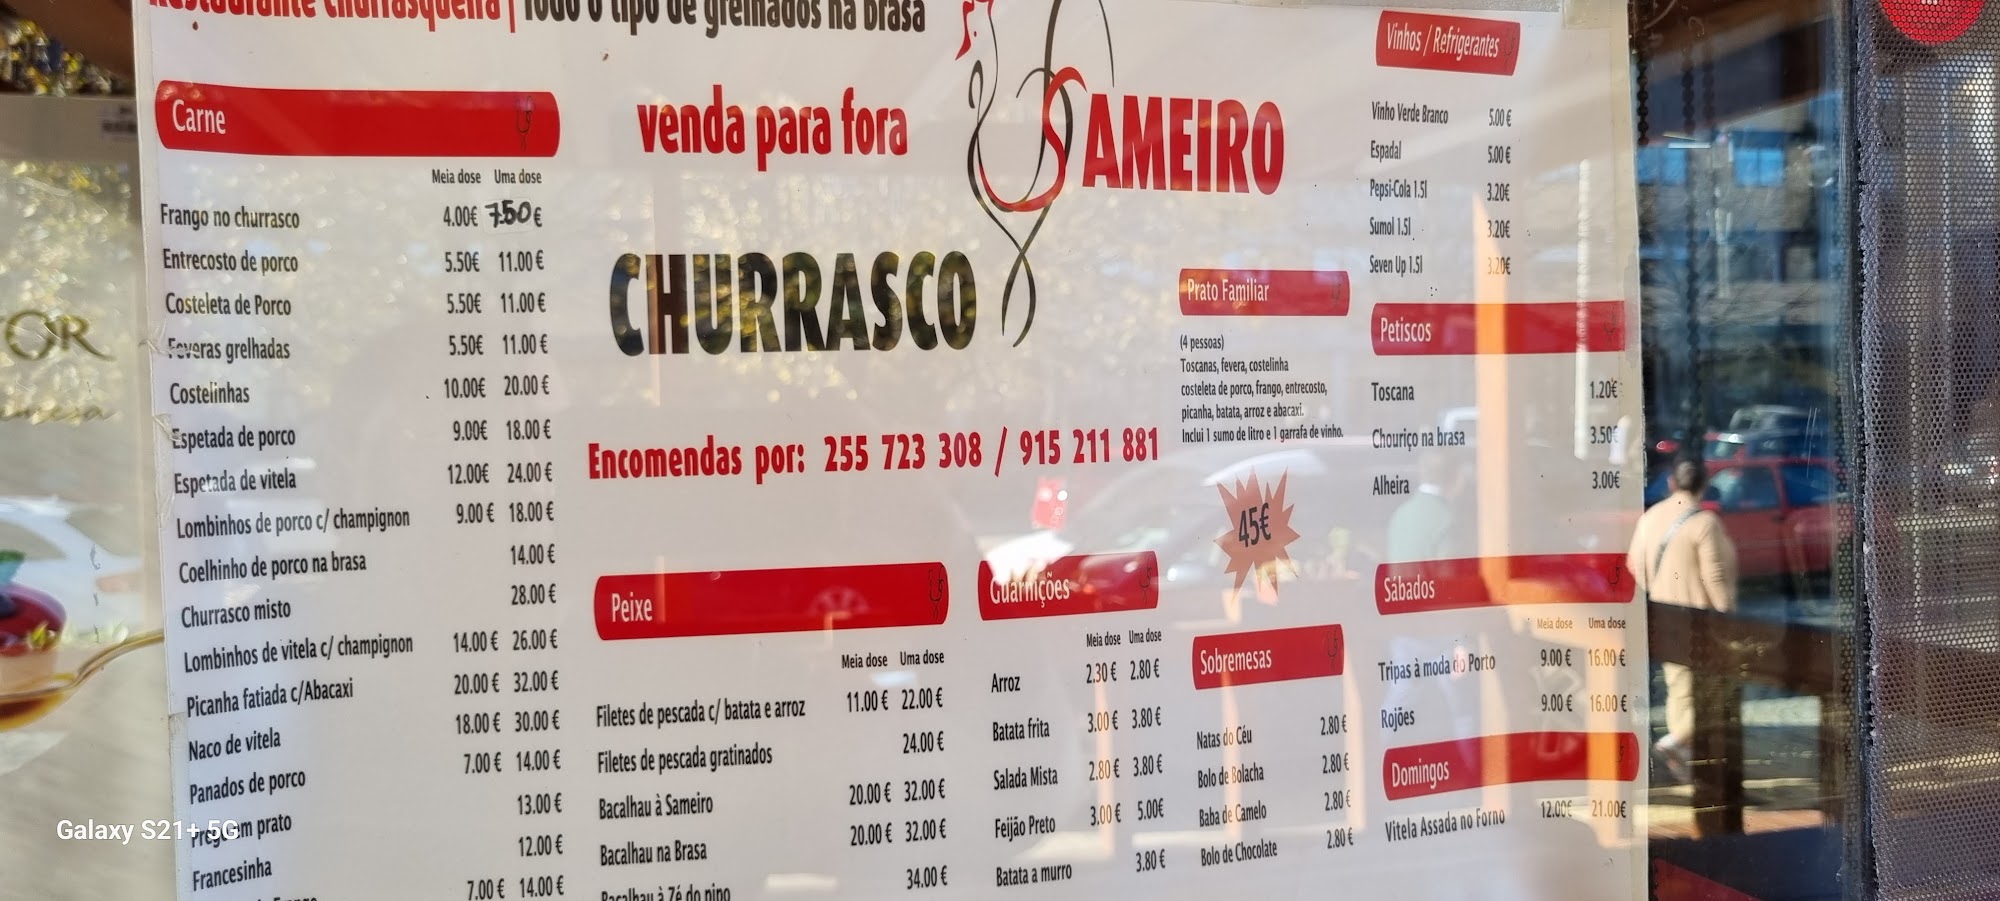 Restaurante Churrasqueira | Todo o tipo de grelhados na brasa
Carne
Meia dose Uma dose
Frango no churrasco 4.00€ 7.50€
Entrecosto de porco 5.50€ 11.00€
Costeleta de Porco 5.50€ 11.00€
Feveras grelhadas 5.50€ 11.00€
Costelinhas 10.00€ 20.00€
Espetada de porco 9.00€ 18.00€
Espetada de vitela 12.00€ 24.00€
Lombinhos de porco c/ champignon 9.00€ 18.00€
Coelhinho de porco na brasa 14.00€
Churrasco misto 28.00€
Lombinhos de vitela c/ champignon 14.00€ 26.00€
Picanha fatiada c/Abacaxi 20.00€ 32.00€
Naco de vitela 18.00€ 30.00€
Panados de porco 7.00€ 14.00€
Prego em prato 13.00€
Francesinha 12.00€
7.00€ 14.00€
venda para fora
SAMEIRO
CHURRASCO
Encomendas por: 255 723 308 / 915 211 881
Peixe
Meia dose Uma dose
Filetes de pescada c/ batata e arroz 11.00€ 22.00€
Filetes de pescada gratinados 24.00€
Bacalhau à Sameiro 20.00€ 32.00€
Bacalhau na Brasa 20.00€ 32.00€
Bacalhau à Zé do pipo 34.00€
Guarnições
Meia dose Uma dose
Arroz 2.30€ 2.80€
Batata frita 3.00€ 3.80€
Salada Mista 2.80€ 3.80€
Feijão Preto 3.00€ 5.00€
Batata a murro 3.80€
Prato Familiar
(4 pessoas)
Toscanas, fevera, costelinha
costeleta de porco, frango, entrecosto,
picanha, batata, arroz e abacaxi.
Inclui 1 sumo de litro e 1 garrafa de vinho.
45€
Sobremesas
Natas do Céu 2.80€
Bolo de Bolacha 2.80€
Baba de Camelo 2.80€
Bolo de Chocolate 2.80€
Vinhos / Refrigerantes
Vinho Verde Branco 5.00€
Espadal 5.00€
Pepsi-Cola 1.5l 3.20€
Sumol 1.5l 3.20€
Seven Up 1.5l 3.20€
Petiscos
Toscana 1.20€
Chouriço na brasa 3.50€
Alheira 3.00€
Sábados
Meia dose Uma dose
Tripas à moda do Porto 9.00€ 16.00€
Rojões 9.00€ 16.00€
Domingos
Vitela Assada no Forno 12.00€ 21.00€
OR
Galaxy S21+ 5G